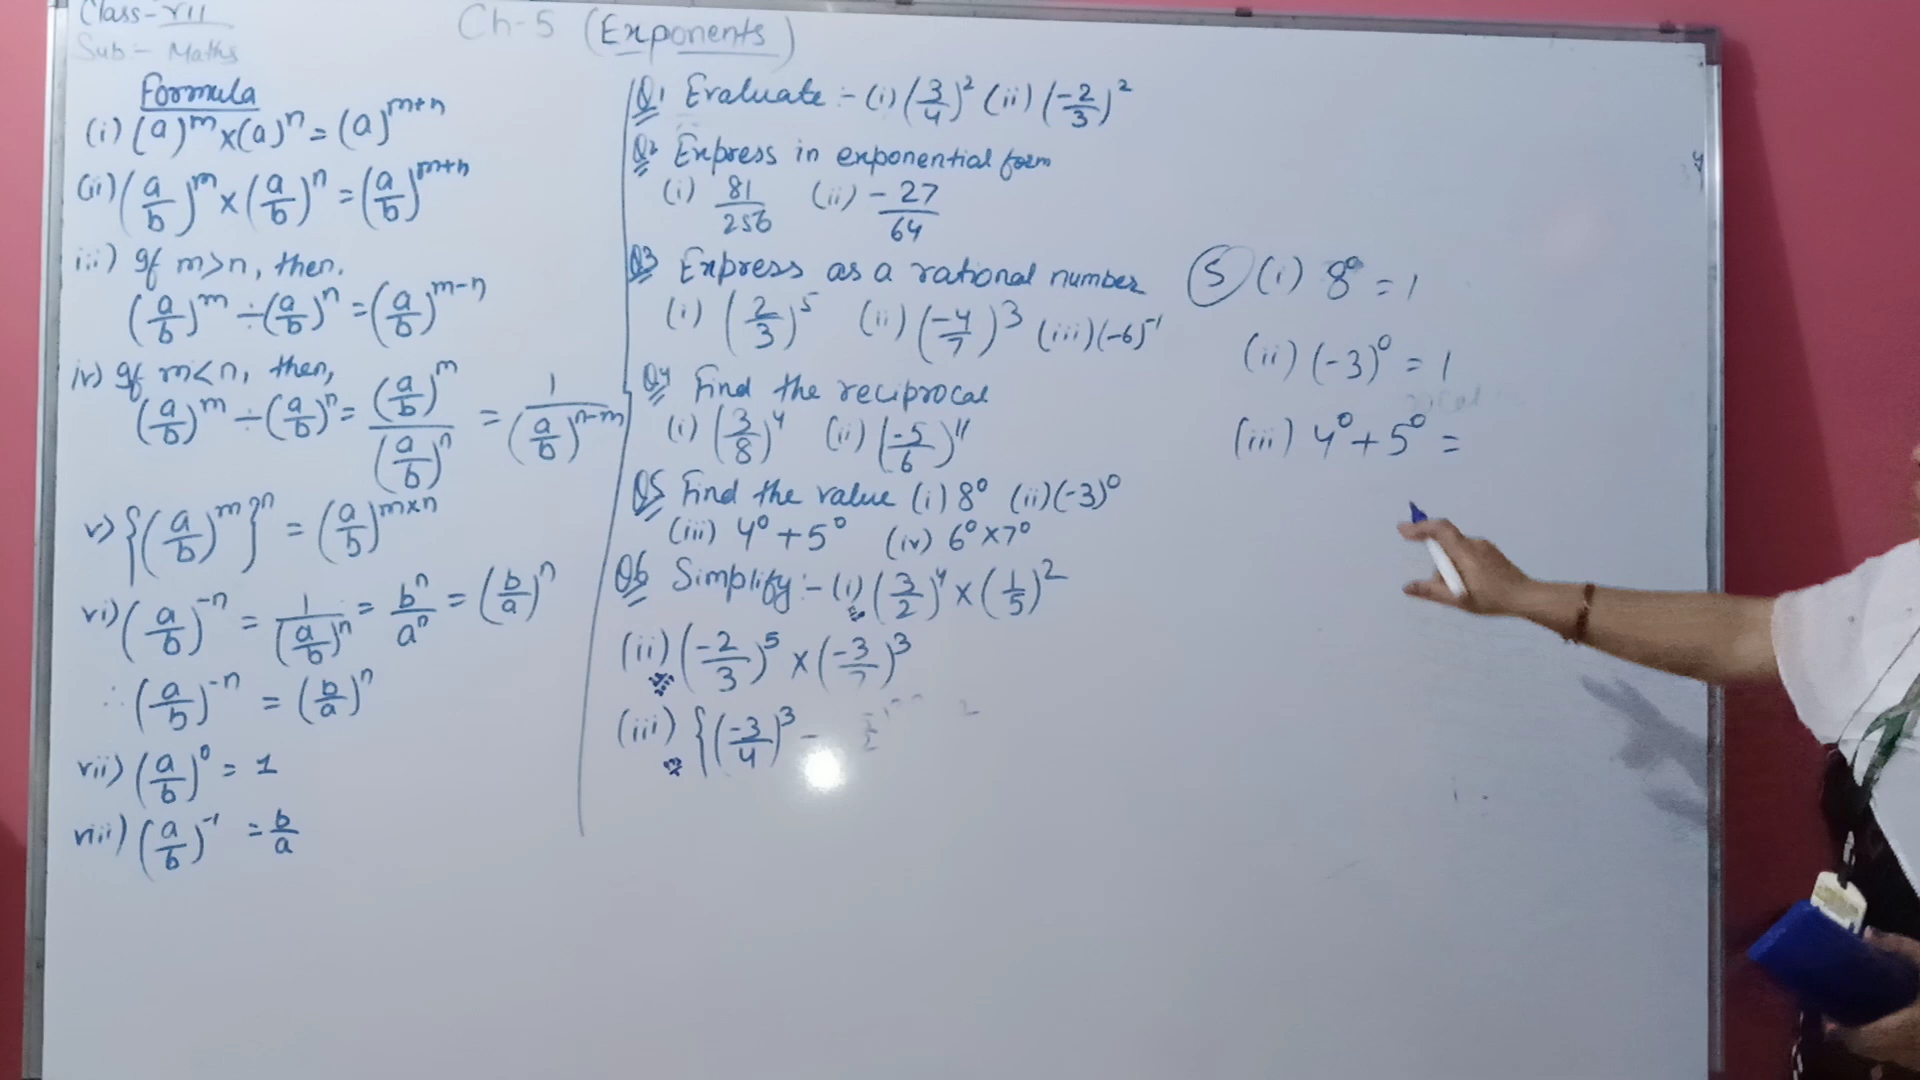 Class-VII
Sub:- Maths
Ch-5 (Exponents)
Formula
(i) (a)^m × (a)^n = (a)^{m+n}
(ii) (a/b)^m × (a/b)^n = (a/b)^{m+n}
iii) If m>n, then,
(a/b)^m ÷ (a/b)^n = (a/b)^{m-n}
iv) If m<n, then,
(a/b)^m ÷ (a/b)^n = (a/b)^m / (a/b)^n = 1/(a/b)^{n-m}
v) {(a/b)^m}^n = (a/b)^{m×n}
vi) (a/b)^{-n} = 1/(a/b)^n = b^n/a^n = (b/a)^n
∴ (a/b)^{-n} = (b/a)^n
vii) (a/b)^0 = 1
viii) (a/b)^{-1} = b/a
Q1 Evaluate :- (i) (3/4)^2 (ii) (-2/3)^2
Q2 Express in exponential form
(i) 81/256 (ii) -27/64
Q3 Express as a rational number
(i) (2/3)^5 (ii) (-4/7)^3 (iii) (-6)^{-1}
Q4 Find the reciprocal
(i) (3/8)^4 (ii) (-5/6)^{11}
Q5 Find the value (i) 8^0 (ii) (-3)^0
(iii) 4^0 + 5^0 (iv) 6^0 × 7^0
Q6 Simplify :- (i) (3/2)^4 × (1/5)^2
(ii) (-2/3)^5 × (-3/7)^3
(iii) {(-3/4)^3 -
(5) (i) 8^0 = 1
(ii) (-3)^0 = 1
(iii) 4^0 + 5^0 =